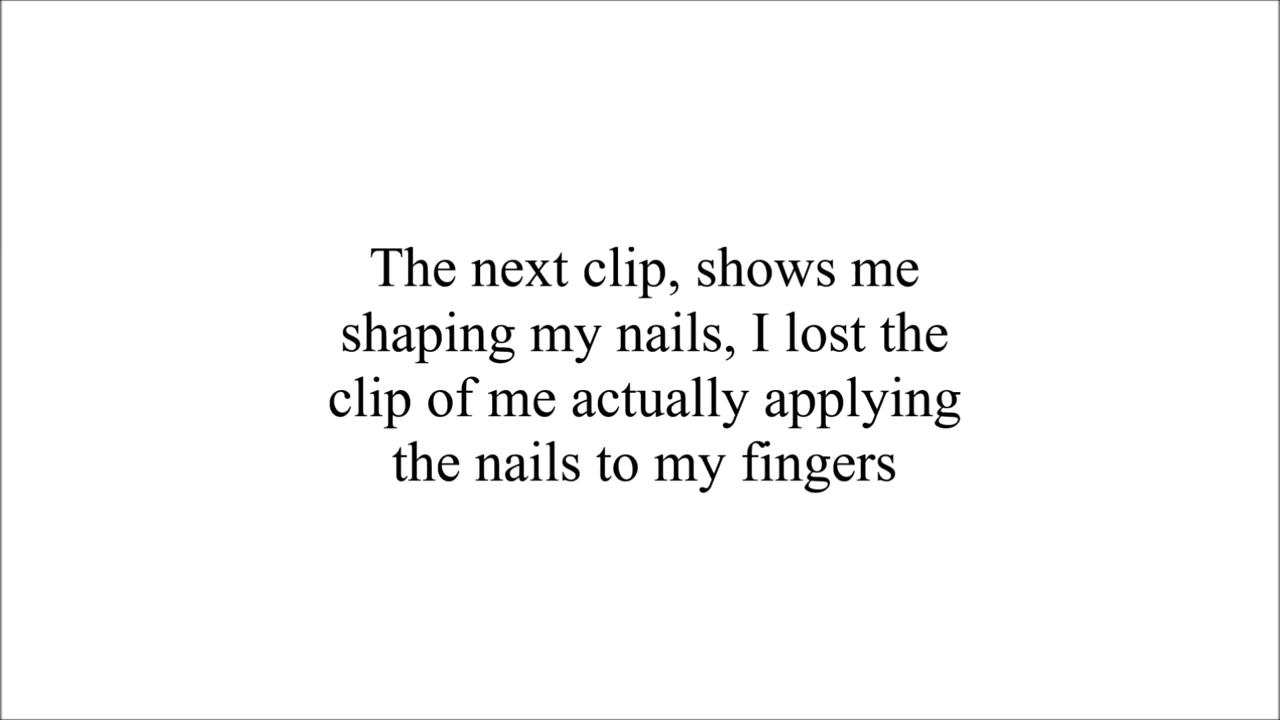 The next clip, shows me
shaping my nails, I lost the
clip of me actually applying
the nails to my fingers